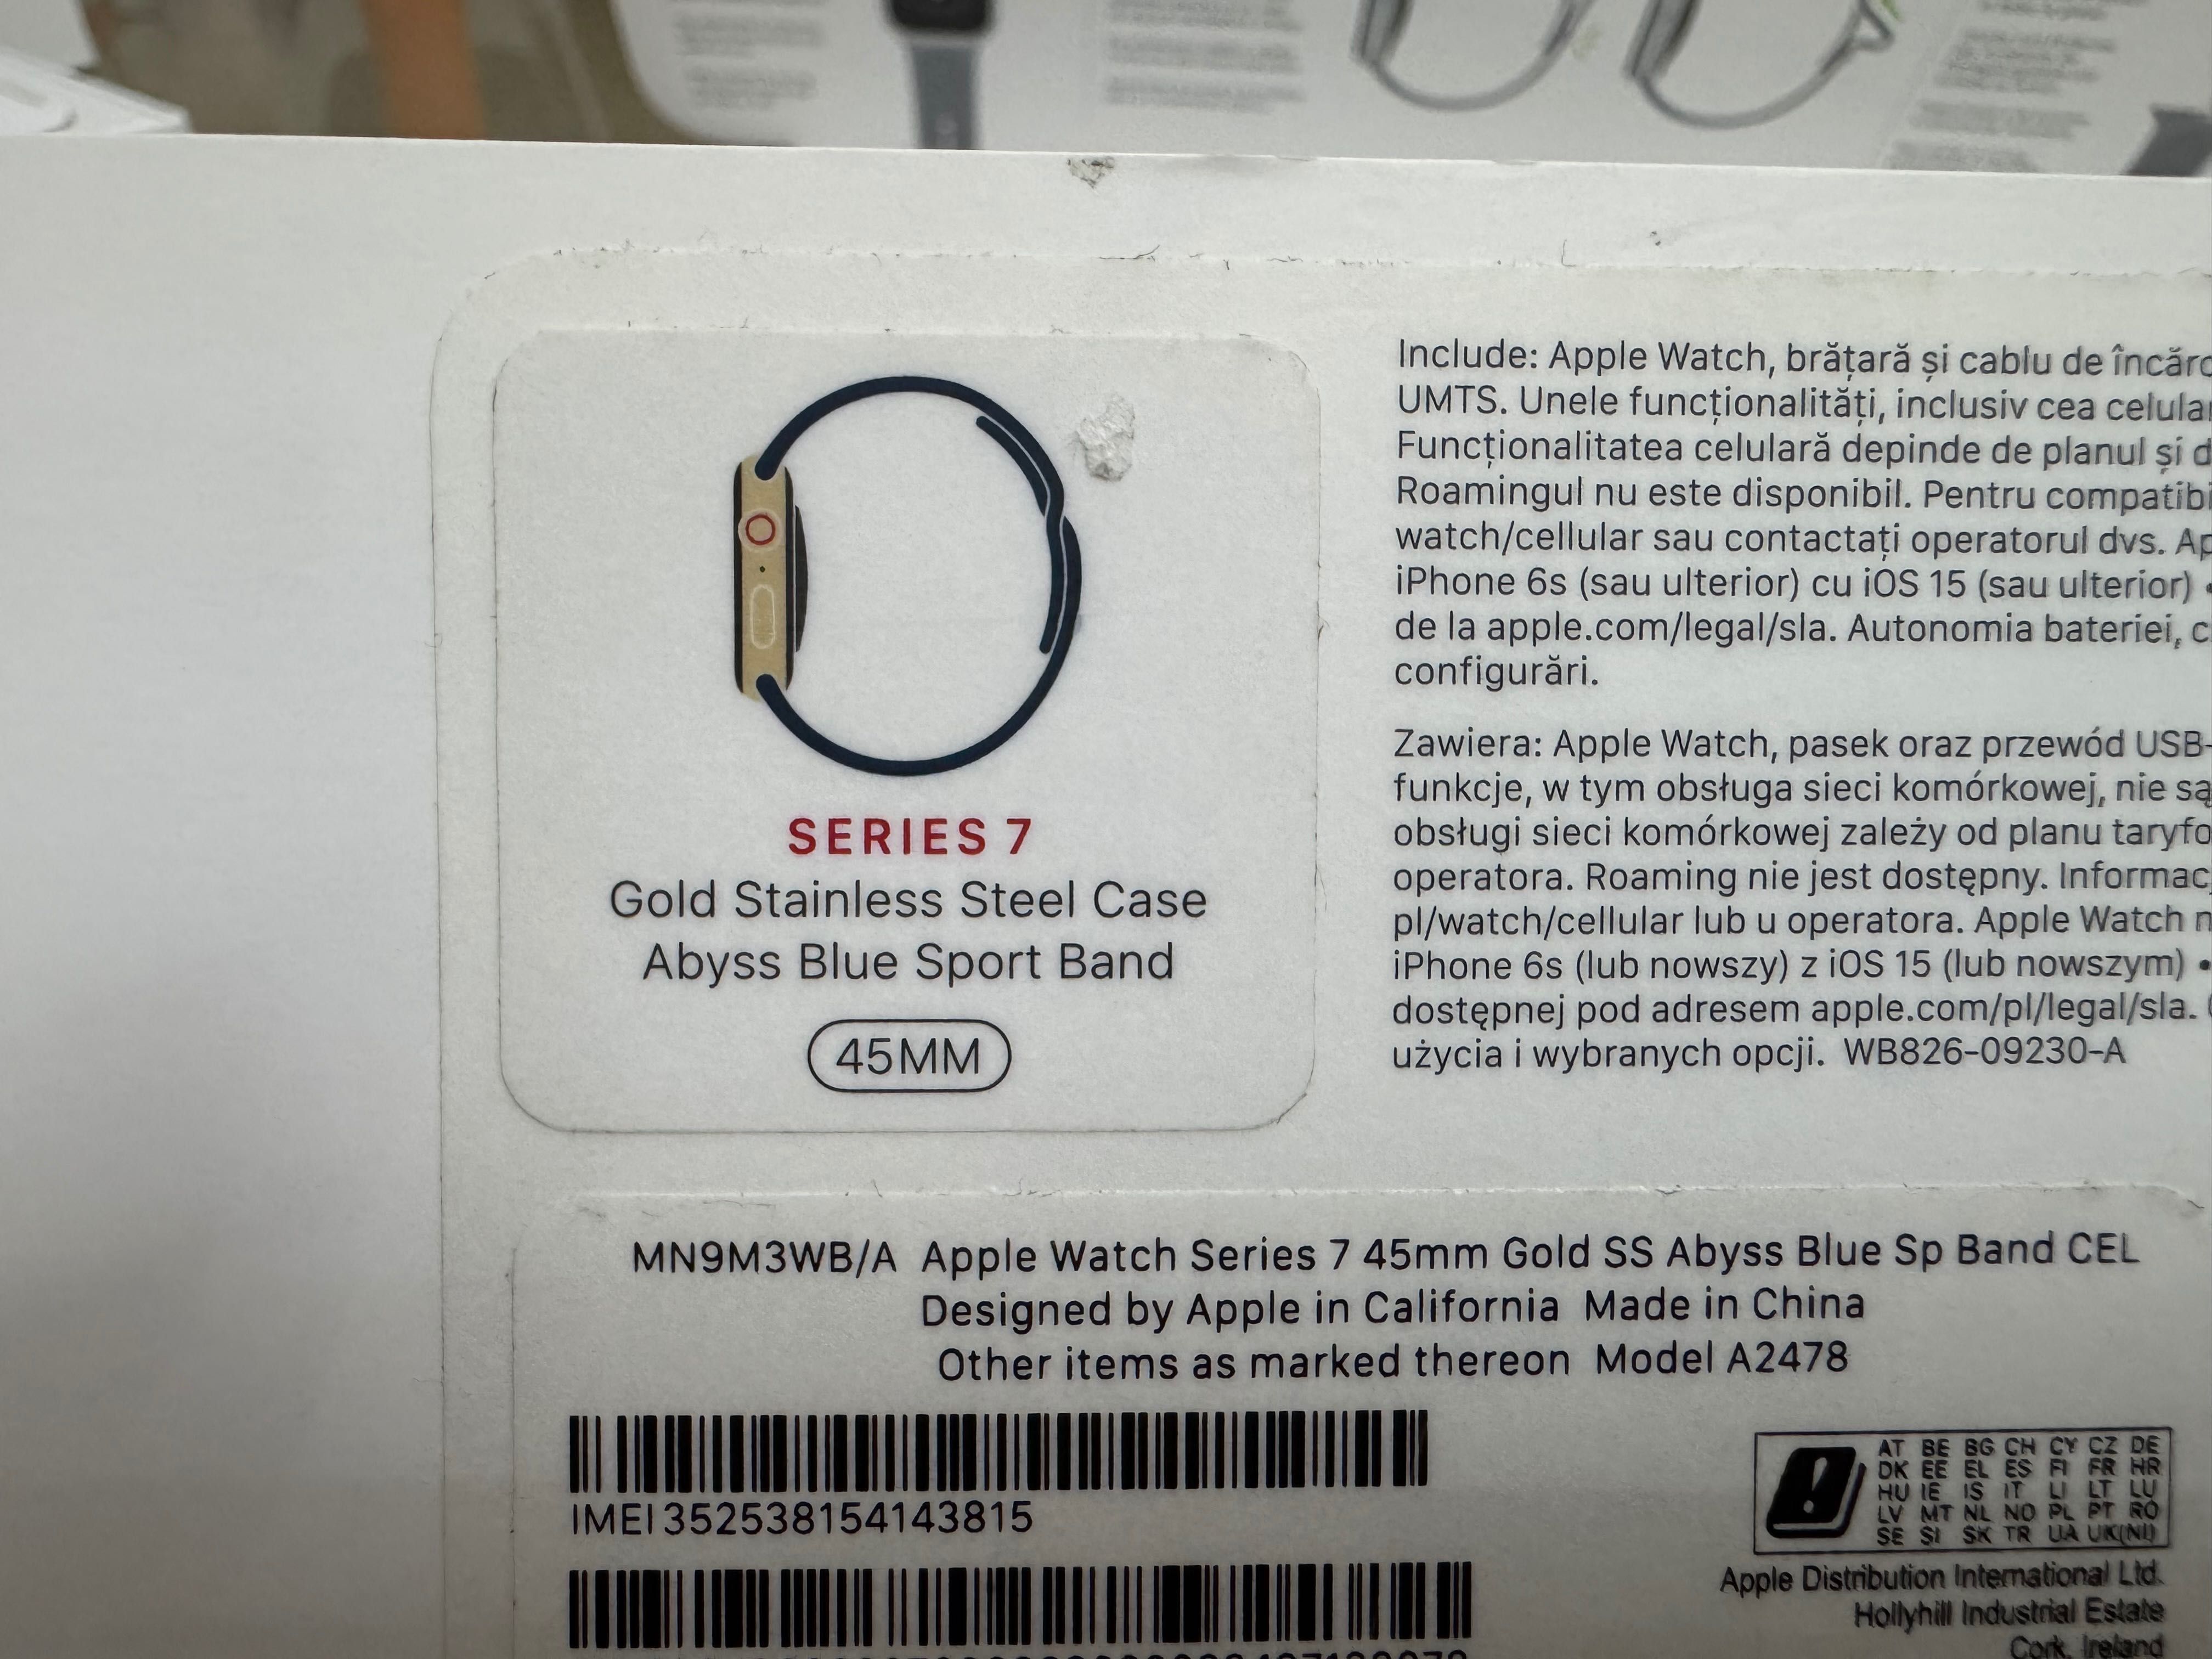 SERIES 7
Gold Stainless Steel Case
Abyss Blue Sport Band
45MM
Include: Apple Watch, brățară și cablu de
UMTS. Unele funcționalități, inclusiv cea
Funcționalitatea celulară depinde de planul și
Roamingul nu este disponibil. Pentru
watch/cellular sau contactați operatorul dvs.
iPhone 6s (sau ulterior) cu iOS 15 (sau ulterior) •
de la apple.com/legal/sla. Autonomia bateriei,
configurări.
Zawiera: Apple Watch, pasek oraz przewód USB-
funkcje, w tym obsługa sieci komórkowej, nie są
obsługi sieci komórkowej zależy od planu
operatora. Roaming nie jest dostępny.
pl/watch/cellular lub u operatora. Apple Watch
iPhone 6s (lub nowszy) z iOS 15 (lub nowszym) •
dostępnej pod adresem apple.com/pl/legal/sla.
użycia i wybranych opcji. WB826-09230-A
MN9M3WB/A Apple Watch Series 7 45mm Gold SS Abyss Blue Sp Band CEL
Designed by Apple in California Made in China
Other items as marked thereon Model A2478
IMEI 352538154143815
AT BE BG CH CY CZ DE
DK EE EL ES FI FR HR
HU IE IS IT LI LT LU
LV MT NL NO PL PT RO
SE SI SK TR UA UK(NI)
Apple Distribution International Ltd.
Hollyhill Industrial Estate
Cork, Ireland